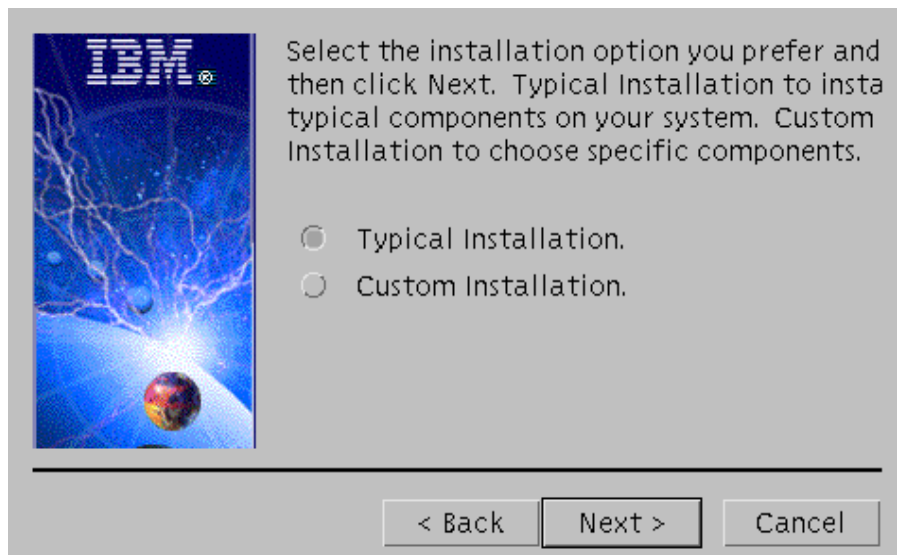 IBM®
Select the installation option you prefer and
then click Next. Typical Installation to insta
typical components on your system. Custom
Installation to choose specific components.
Typical Installation.
Custom Installation.
< Back
Next >
Cancel